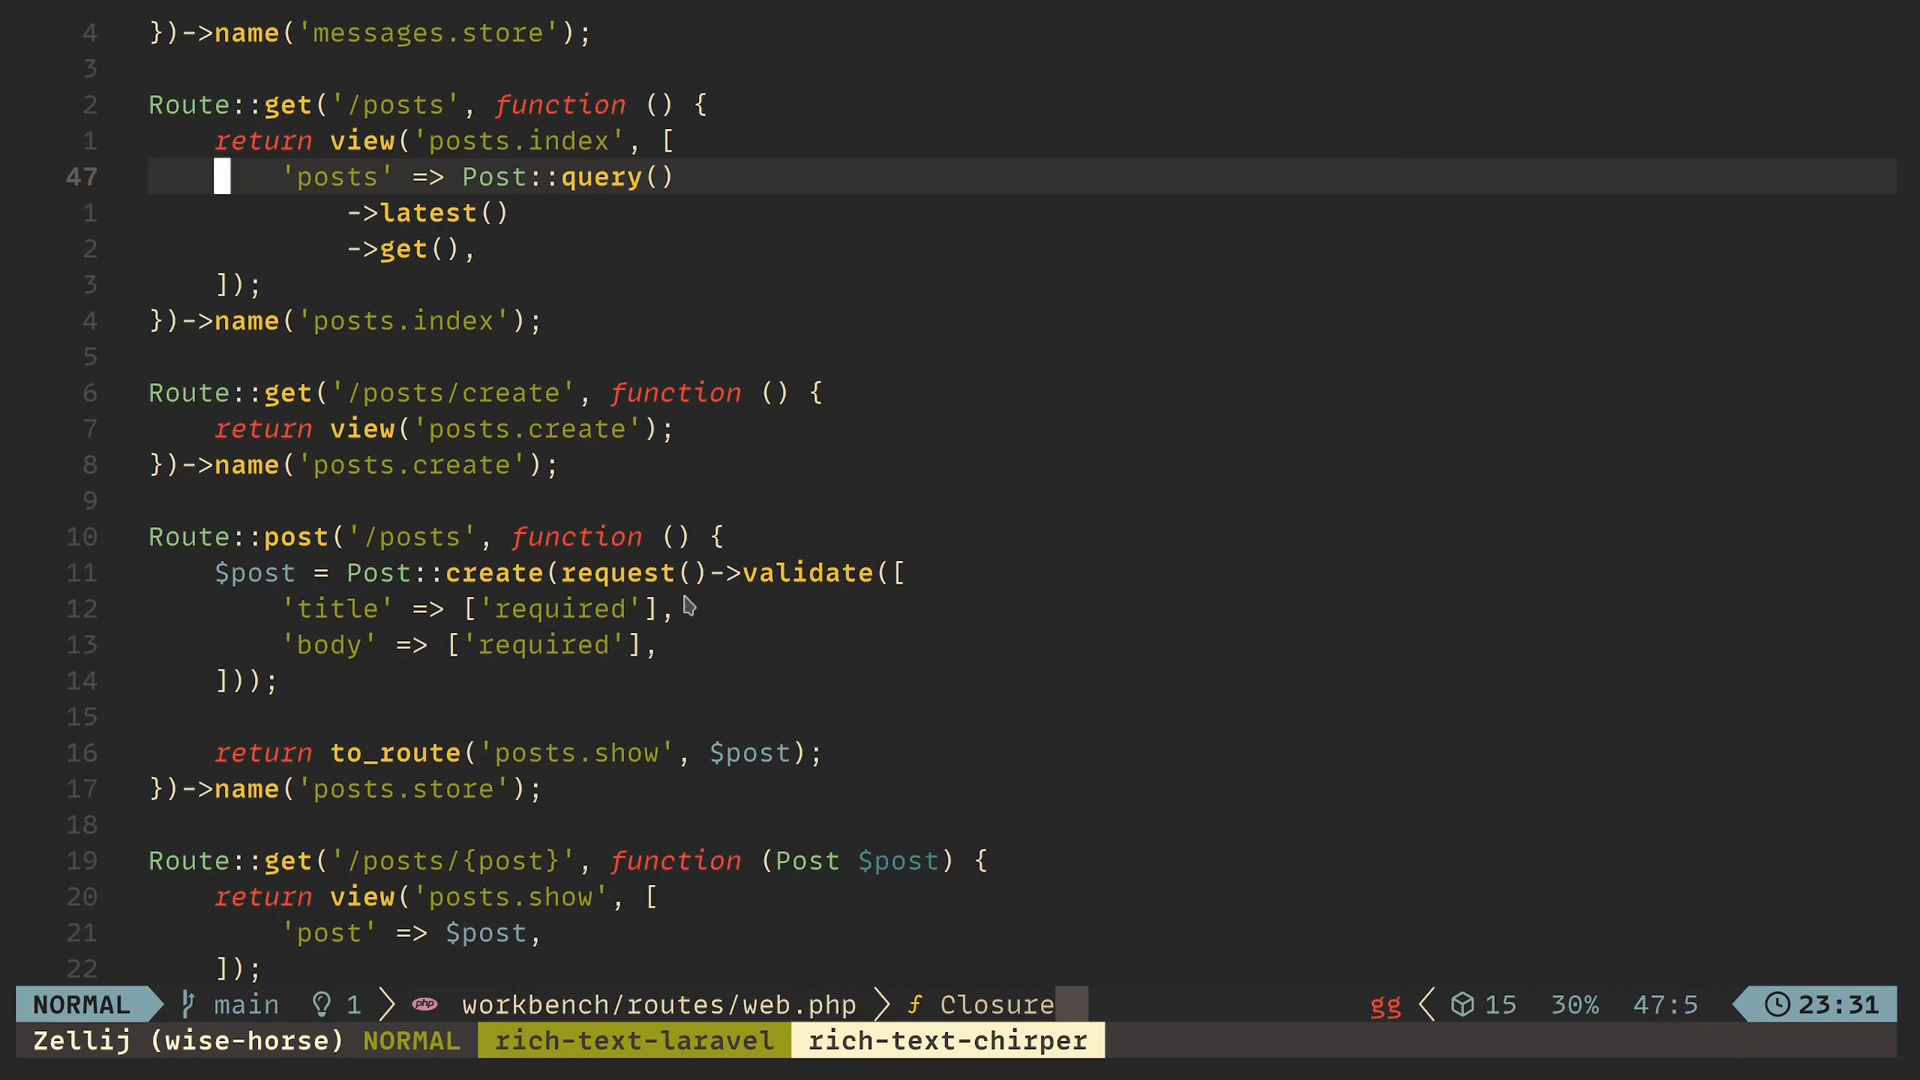 4 })->name('messages.store');
3
2 Route::get('/posts', function () {
1 return view('posts.index', [
47 'posts' => Post::query()
1 ->latest()
2 ->get(),
3 ]);
4 })->name('posts.index');
5
6 Route::get('/posts/create', function () {
7 return view('posts.create');
8 })->name('posts.create');
9
10 Route::post('/posts', function () {
11 $post = Post::create(request()->validate([
12 'title' => ['required'],
13 'body' => ['required'],
14 ]));
15
16 return to_route('posts.show', $post);
17 })->name('posts.store');
18
19 Route::get('/posts/{post}', function (Post $post) {
20 return view('posts.show', [
21 'post' => $post,
22 ]);
NORMAL main 1 php workbench/routes/web.php f Closure gg 15 30% 47:5 23:31
Zellij (wise-horse) NORMAL rich-text-laravel rich-text-chirper